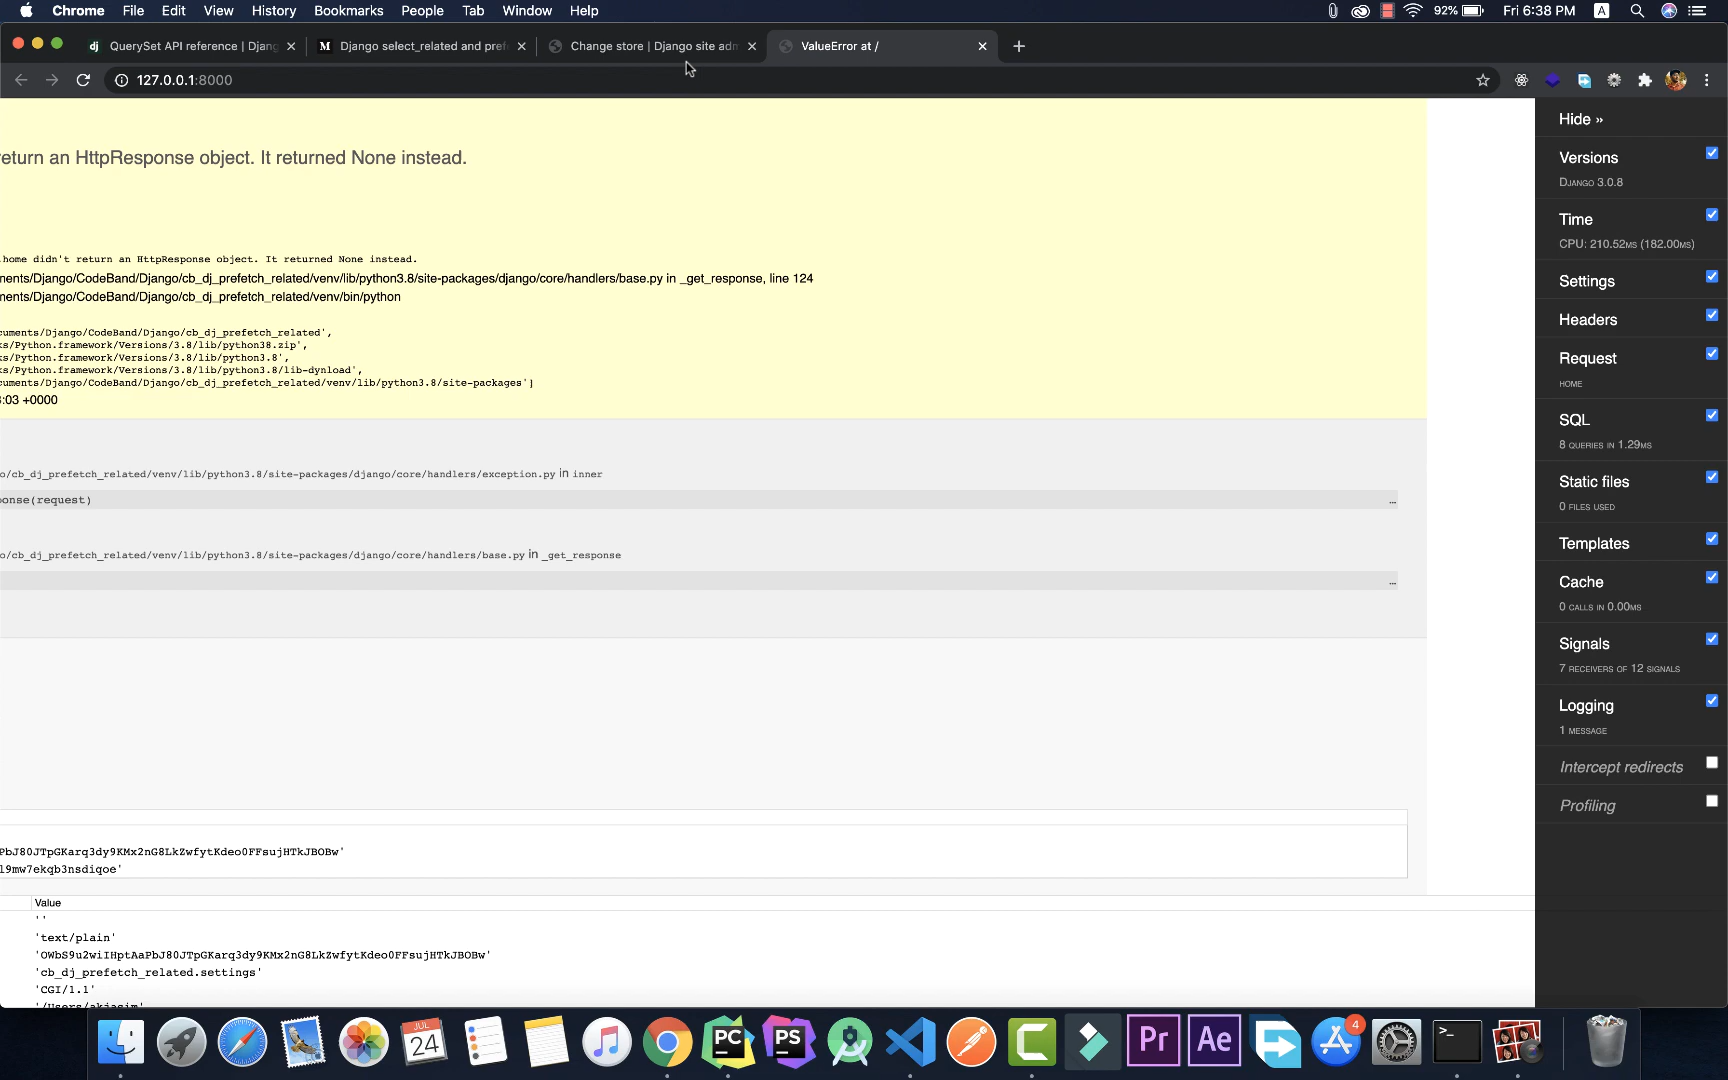 Chrome File Edit View History Bookmarks People Tab Window Help 92% Fri 6:38 PM A
dj QuerySet API reference | Djang M Django select_related and pref Change store | Django site adm ValueError at /
127.0.0.1:8000
eturn an HttpResponse object. It returned None instead.
.home didn't return an HttpResponse object. It returned None instead.
nents/Django/CodeBand/Django/cb_dj_prefetch_related/venv/lib/python3.8/site-packages/django/core/handlers/base.py in _get_response, line 124
nents/Django/CodeBand/Django/cb_dj_prefetch_related/venv/bin/python
cuments/Django/CodeBand/Django/cb_dj_prefetch_related',
ks/Python.framework/Versions/3.8/lib/python38.zip',
ks/Python.framework/Versions/3.8/lib/python3.8',
ks/Python.framework/Versions/3.8/lib/python3.8/lib-dynload',
cuments/Django/CodeBand/Django/cb_dj_prefetch_related/venv/lib/python3.8/site-packages']
:03 +0000
o/cb_dj_prefetch_related/venv/lib/python3.8/site-packages/django/core/handlers/exception.py in inner
onse(request)
…
o/cb_dj_prefetch_related/venv/lib/python3.8/site-packages/django/core/handlers/base.py in _get_response
…
PbJ80JTpGKarq3dy9KMx2nG8LkZwfytKdeo0FFsujHTkJBOBw'
l9mw7ekqb3nsdiqoe'
Value
''
'text/plain'
'OWbS9u2wiIHptAaPbJ80JTpGKarq3dy9KMx2nG8LkZwfytKdeo0FFsujHTkJBOBw'
'cb_dj_prefetch_related.settings'
'CGI/1.1'
'/Users/akjasim'
Hide »
Versions
Django 3.0.8
Time
CPU: 210.52ms (182.00ms)
Settings
Headers
Request
home
SQL
8 queries in 1.29ms
Static files
0 files used
Templates
Cache
0 calls in 0.00ms
Signals
7 receivers of 12 signals
Logging
1 message
Intercept redirects
Profiling
JUL
24
PC
PS
Pr
Ae
4
>_